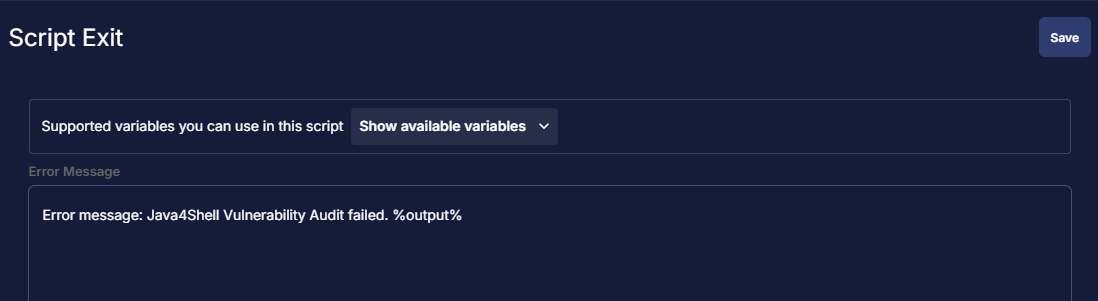 Script Exit
Save
Supported variables you can use in this script Show available variables
Error Message
Error message: Java4Shell Vulnerability Audit failed. %output%